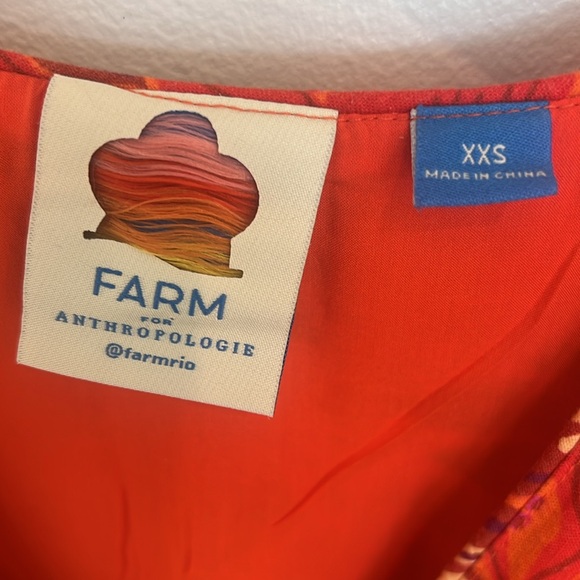 FARM
FOR
ANTHROPOLOGIE
@farmrio
XXS
MADE IN CHINA